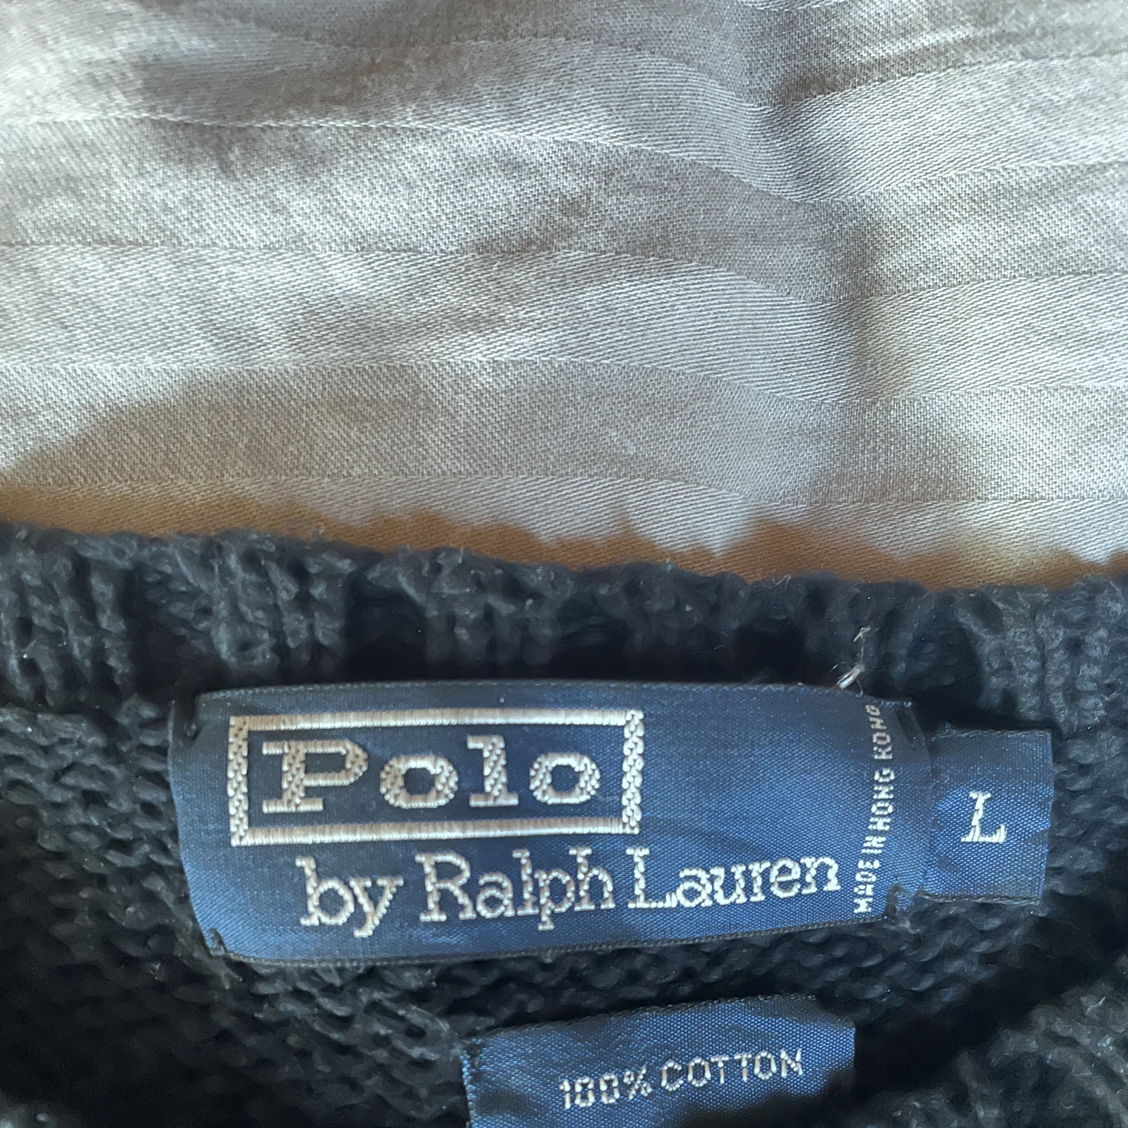 Polo
by Ralph Lauren
MADE IN HONG KONG
L
100% COTTON